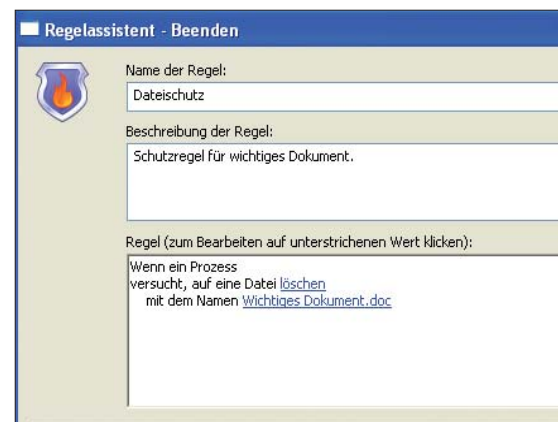 Regelassistent - Beenden
Name der Regel:
Dateischutz
Beschreibung der Regel:
Schutzregel für wichtiges Dokument.
Regel (zum Bearbeiten auf unterstrichenen Wert klicken):
Wenn ein Prozess
versucht, auf eine Datei löschen
mit dem Namen Wichtiges Dokument.doc